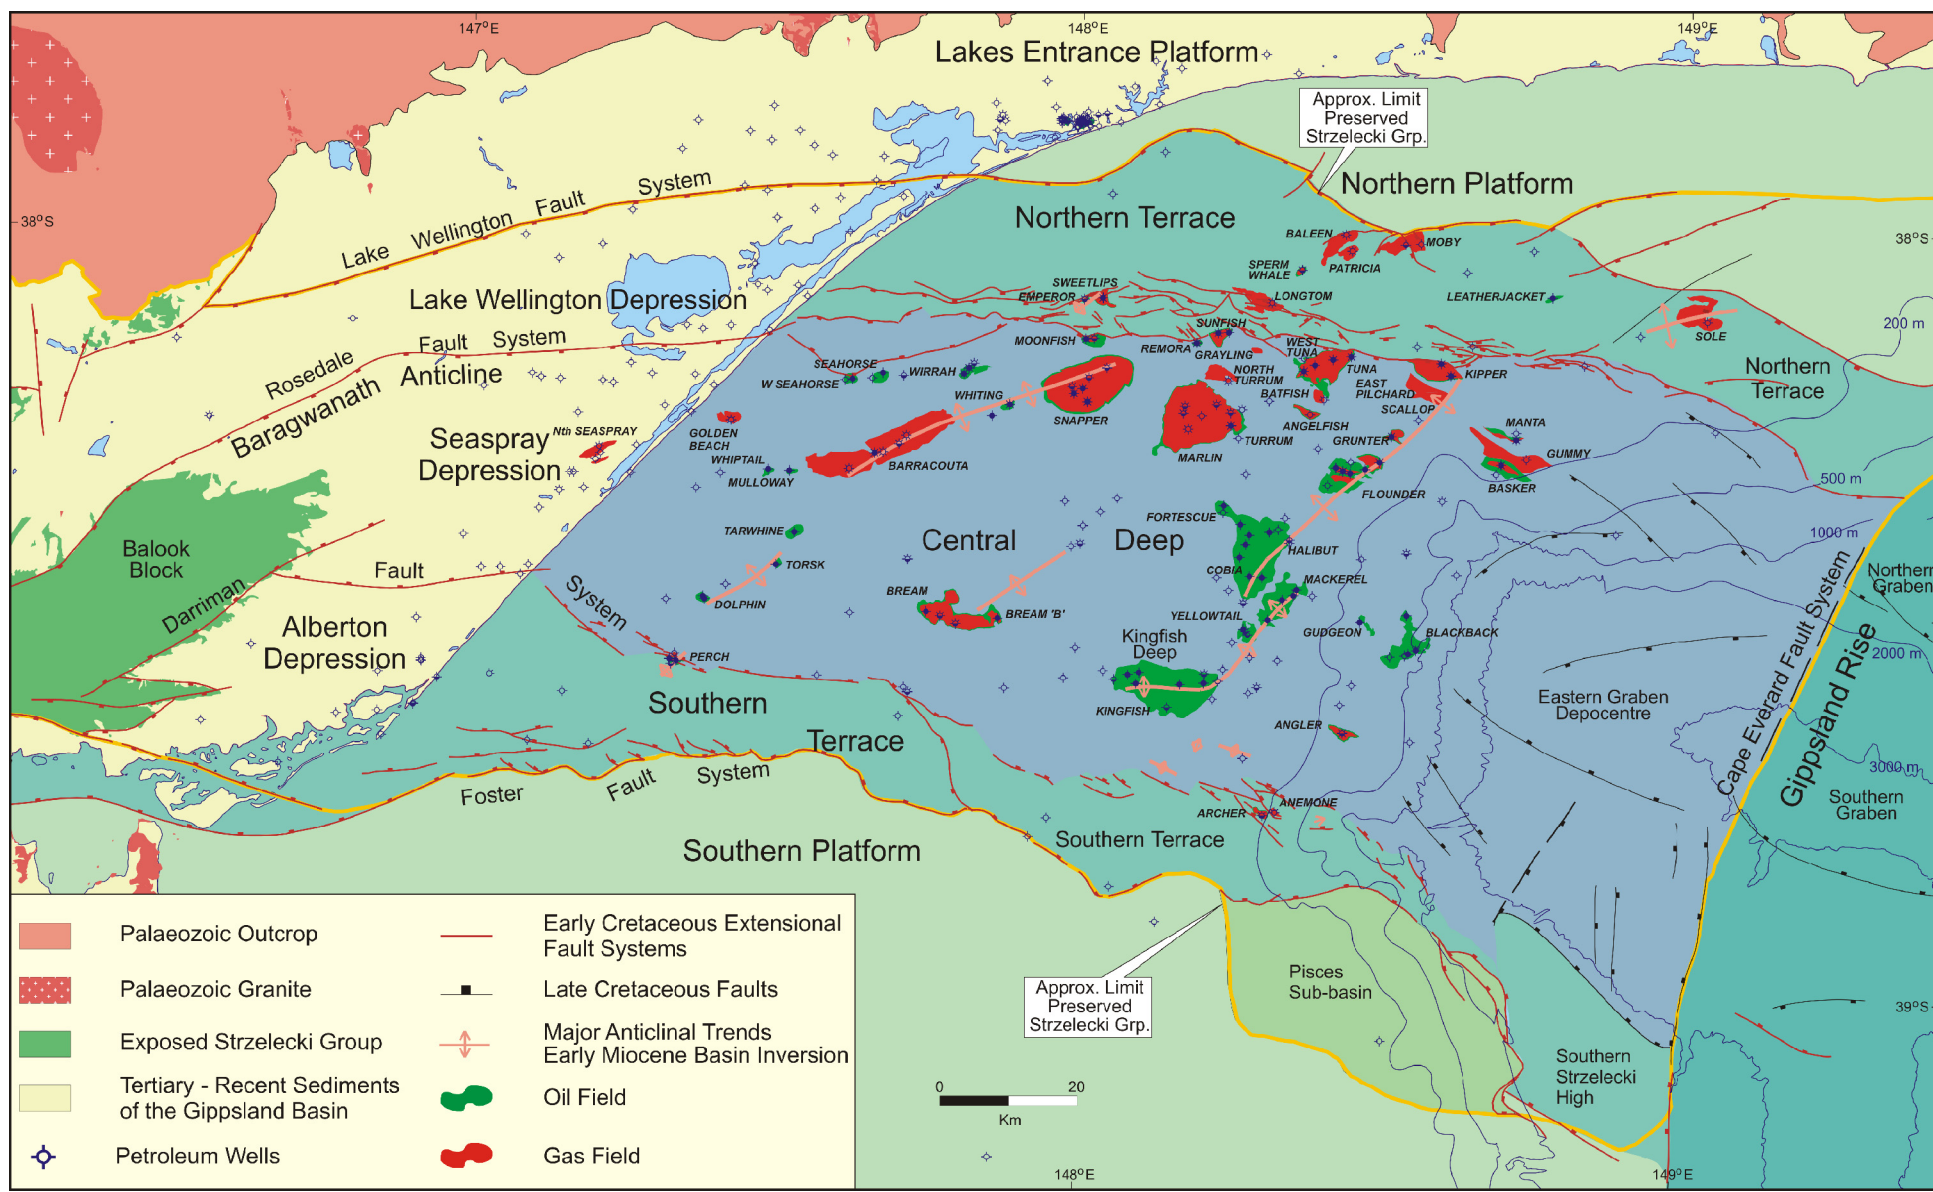 147°E
148°E
149°E
Lakes Entrance Platform
Approx. Limit
Preserved
Strzelecki Grp.
Northern Platform
38°S
38°S
Lake Wellington Fault System
Northern Terrace
BALEEN
MOBY
PATRICIA
SPERM
WHALE
SWEETLIPS
EMPEROR
LONGTOM
LEATHERJACKET
SOLE
200 m
Lake Wellington Depression
Rosedale Fault System
Baragwanath Anticline
SUNFISH
MOONFISH
REMORA
GRAYLING
WEST
TUNA
TUNA
SEAHORSE
W SEAHORSE
WIRRAH
WHITING
SNAPPER
NORTH
TURRUM
BATFISH
EAST
PILCHARD
KIPPER
SCALLOP
Northern
Terrace
Seaspray
Depression
Nth SEASPRAY
GOLDEN
BEACH
WHIPTAIL
MULLOWAY
BARRACOUTA
MARLIN
TURRUM
ANGELFISH
GRUNTER
FLOUNDER
MANTA
GUMMY
BASKER
500 m
1000 m
Balook
Block
TARWHINE
TORSK
DOLPHIN
Central Deep
FORTESCUE
HALIBUT
COBIA
MACKEREL
YELLOWTAIL
GUDGEON
BLACKBACK
BREAM
BREAM 'B'
Kingfish
Deep
KINGFISH
Darriman Fault System
PERCH
Alberton
Depression
Northern
Graben
2000 m
Cape Everard Fault System
Gippsland Rise
Eastern Graben
Depocentre
ANGLER
Southern
Terrace
Foster Fault System
3000 m
Southern
Graben
ARCHER
ANEMONE
Southern Terrace
Southern Platform
Approx. Limit
Preserved
Strzelecki Grp.
Pisces
Sub-basin
Southern
Strzelecki
High
39°S
0 20
Km
148°E
149°E
Palaeozoic Outcrop
Palaeozoic Granite
Exposed Strzelecki Group
Tertiary - Recent Sediments
of the Gippsland Basin
Petroleum Wells
Early Cretaceous Extensional
Fault Systems
Late Cretaceous Faults
Major Anticlinal Trends
Early Miocene Basin Inversion
Oil Field
Gas Field